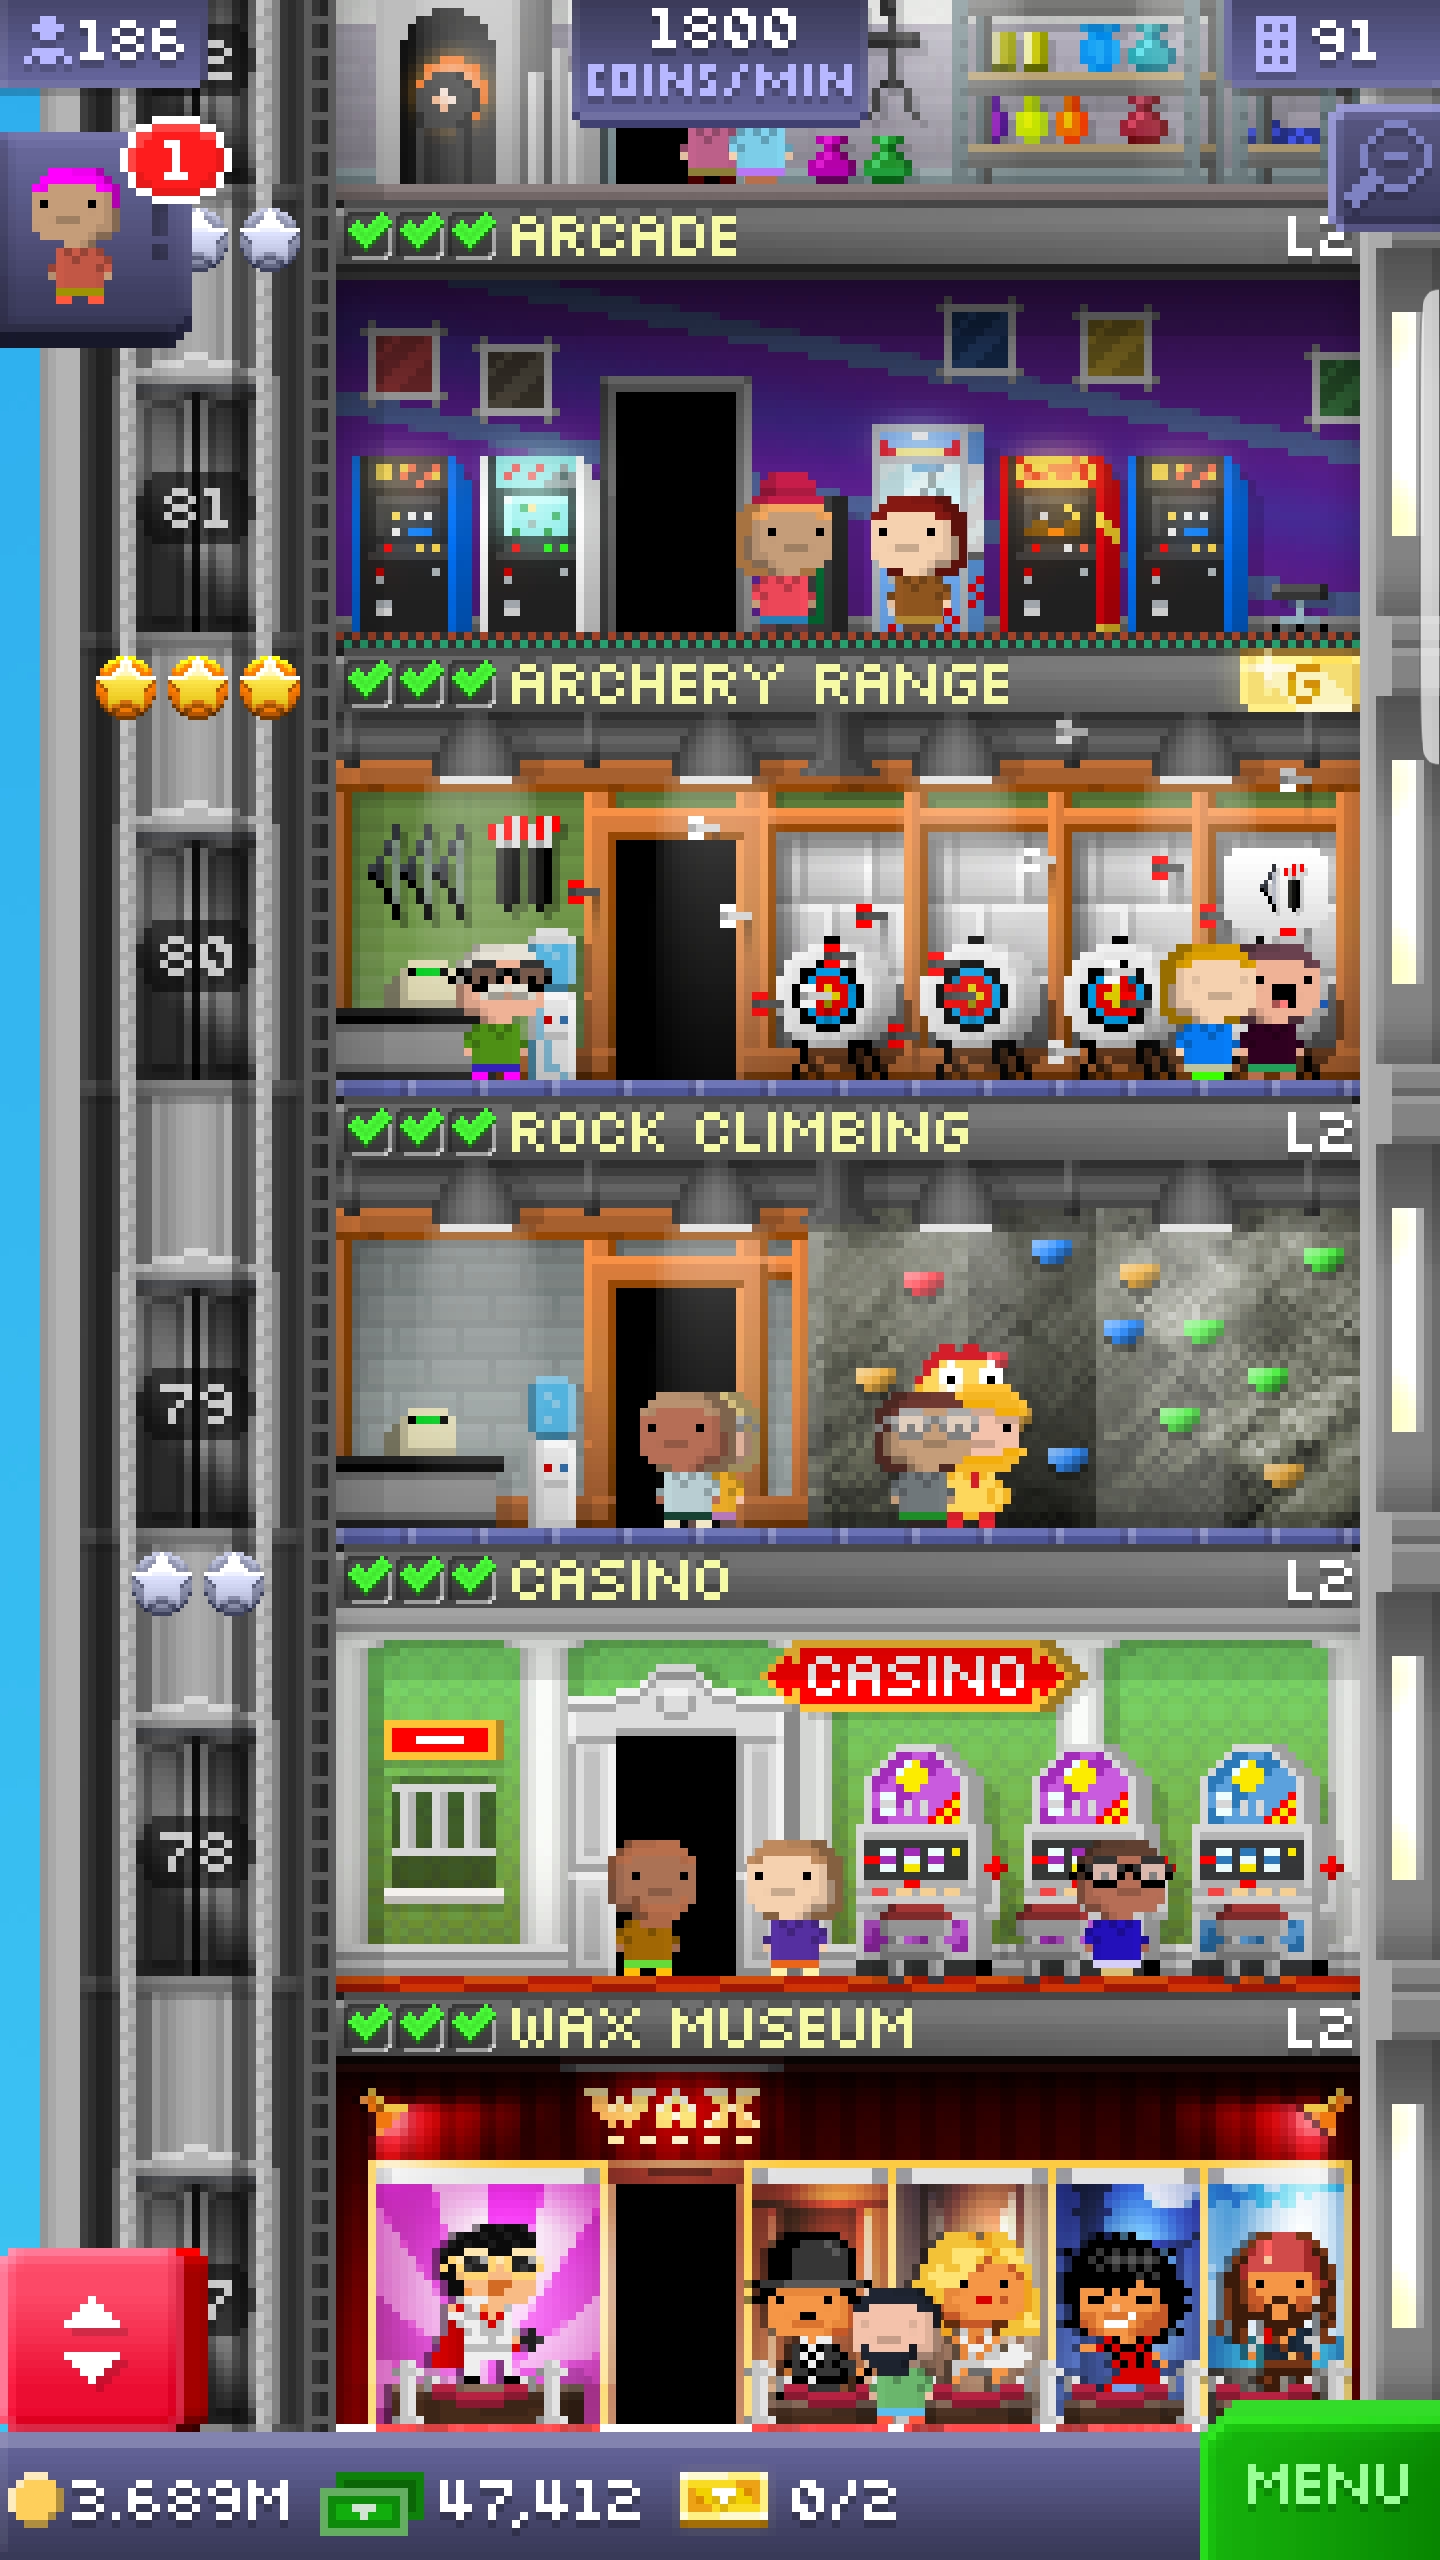 186
1800
COINS/MIN
91
1
ARCADE
L2
81
ARCHERY RANGE
G
80
ROCK CLIMBING
L2
79
CASINO
L2
CASINO
78
WAX MUSEUM
L2
WAX
7
3.689M
47,412
0/2
MENU